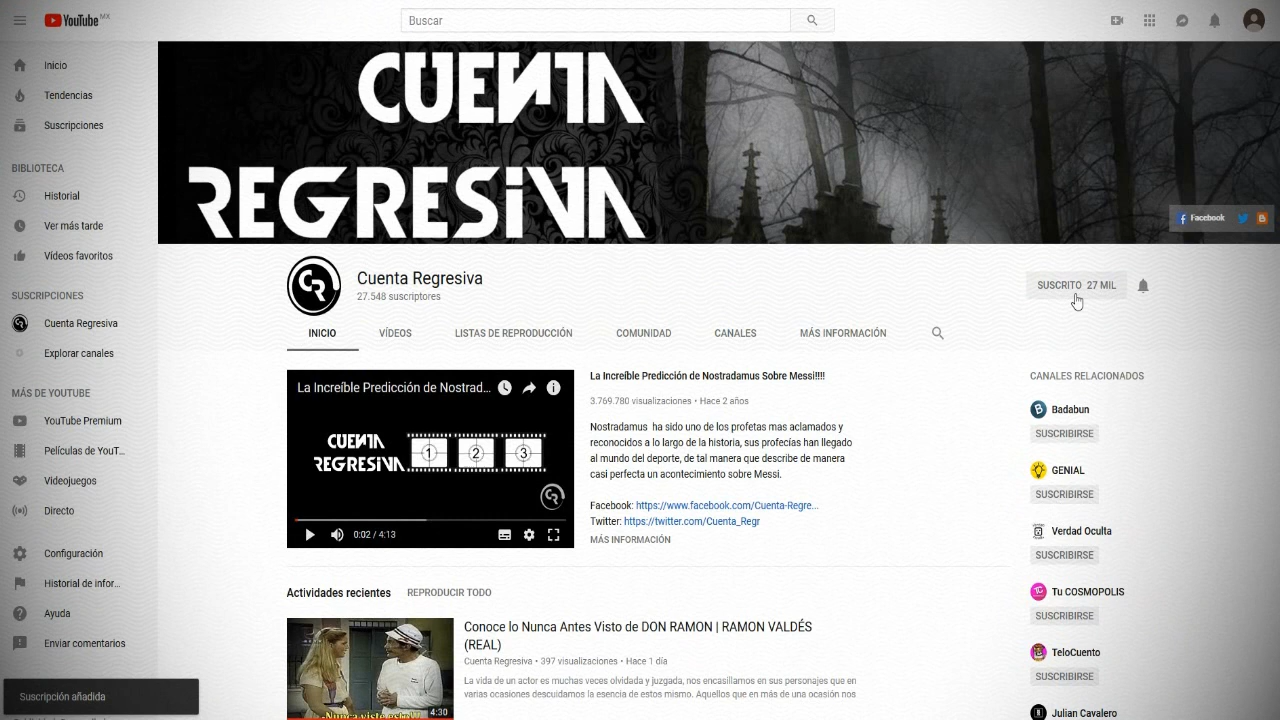 YouTube MX
Buscar
Inicio
Tendencias
Suscripciones
BIBLIOTECA
Historial
Ver más tarde
Vídeos favoritos
SUSCRIPCIONES
Cuenta Regresiva
Explorar canales
MÁS DE YOUTUBE
YouTube Premium
Películas de YouT...
Videojuegos
Directo
Configuración
Historial de infor...
Ayuda
Enviar comentarios
Suscripción añadida
CUENTA
REGRESiVA
Facebook
CR
Cuenta Regresiva
27.548 suscriptores
SUSCRITO 27 MIL
INICIO VÍDEOS LISTAS DE REPRODUCCIÓN COMUNIDAD CANALES MÁS INFORMACIÓN
La Increíble Predicción de Nostrad...
CUENTA
REGRESIVA
1 2 3
CR
0:02 / 4:13
La Increíble Predicción de Nostradamus Sobre Messi!!!!
3.769.780 visualizaciones • Hace 2 años
Nostradamus ha sido uno de los profetas mas aclamados y
reconocidos a lo largo de la historia, sus profecías han llegado
al mundo del deporte, de tal manera que describe de manera
casi perfecta un acontecimiento sobre Messi.
Facebook: https://www.facebook.com/Cuenta-Regre...
Twitter: https://twitter.com/Cuenta_Regr
MÁS INFORMACIÓN
CANALES RELACIONADOS
Badabun
SUSCRIBIRSE
GENIAL
SUSCRIBIRSE
Verdad Oculta
SUSCRIBIRSE
Tu COSMOPOLIS
SUSCRIBIRSE
TeloCuento
SUSCRIBIRSE
Julian Cavalero
Actividades recientes REPRODUCIR TODO
4:30
Conoce lo Nunca Antes Visto de DON RAMON | RAMON VALDÉS
(REAL)
Cuenta Regresiva • 397 visualizaciones • Hace 1 día
La vida de un actor es muchas veces olvidada y juzgada, nos encasillamos en sus personajes que en
varias ocasiones descuidamos la esencia de estos mismo. Aquellos que en más de una ocasión nos